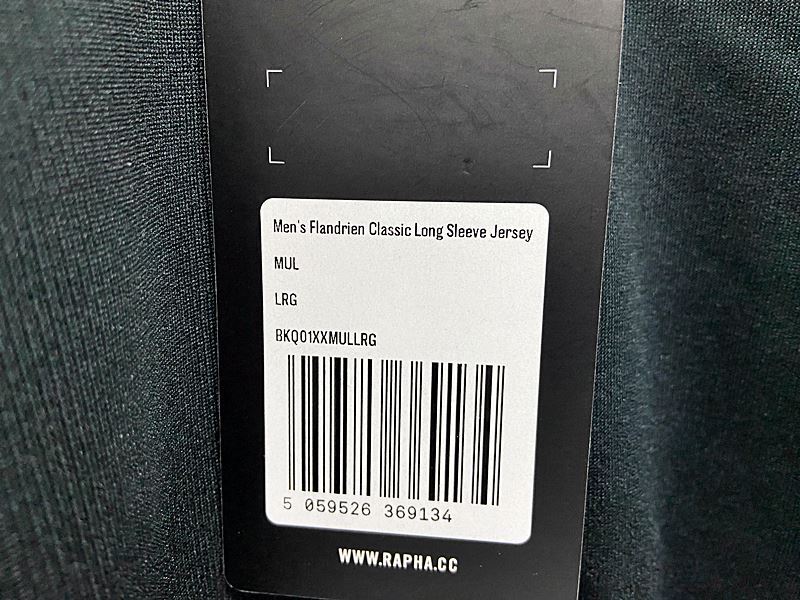 Men's Flandrien Classic Long Sleeve Jersey
MUL
LRG
BKQ01XXMULLRG
5 059526 369134
WWW.RAPHA.CC